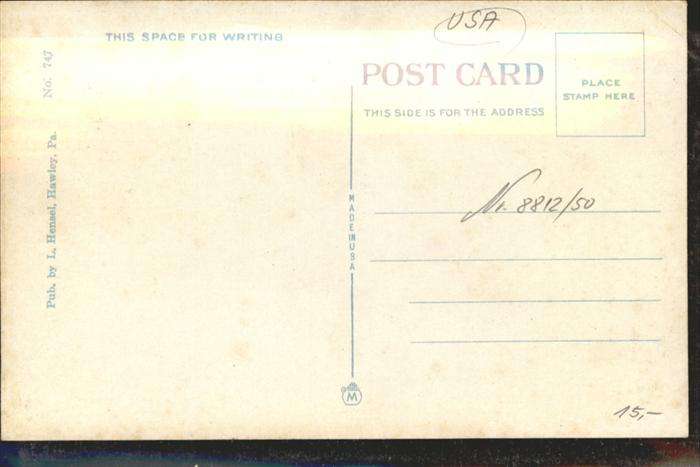 USA
THIS SPACE FOR WRITING
POST CARD
THIS SIDE IS FOR THE ADDRESS
PLACE
STAMP HERE
No. 747
Pub. by L. Hensel, Hawley, Pa.
MADE IN USA
Nr. 8812/50
M
15,-